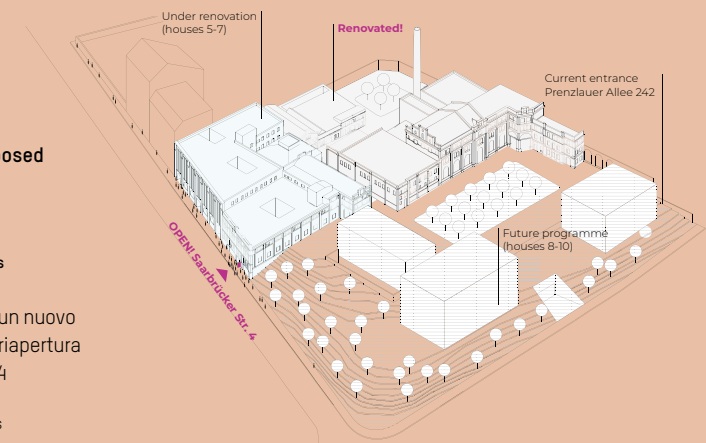 Under renovation
(houses 5-7)
Renovated!
Current entrance
Prenzlauer Allee 242
Future programme
(houses 8-10)
OPEN! Saarbrücker Str. 4
osed
s
un nuovo
riapertura
4
s